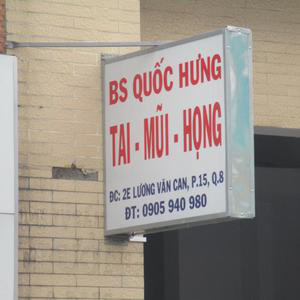 BS QUỐC HƯNG
TAI - MŨI - HỌNG
ĐC: 2E LƯƠNG VĂN CAN, P.15, Q.8
ĐT: 0905 940 980